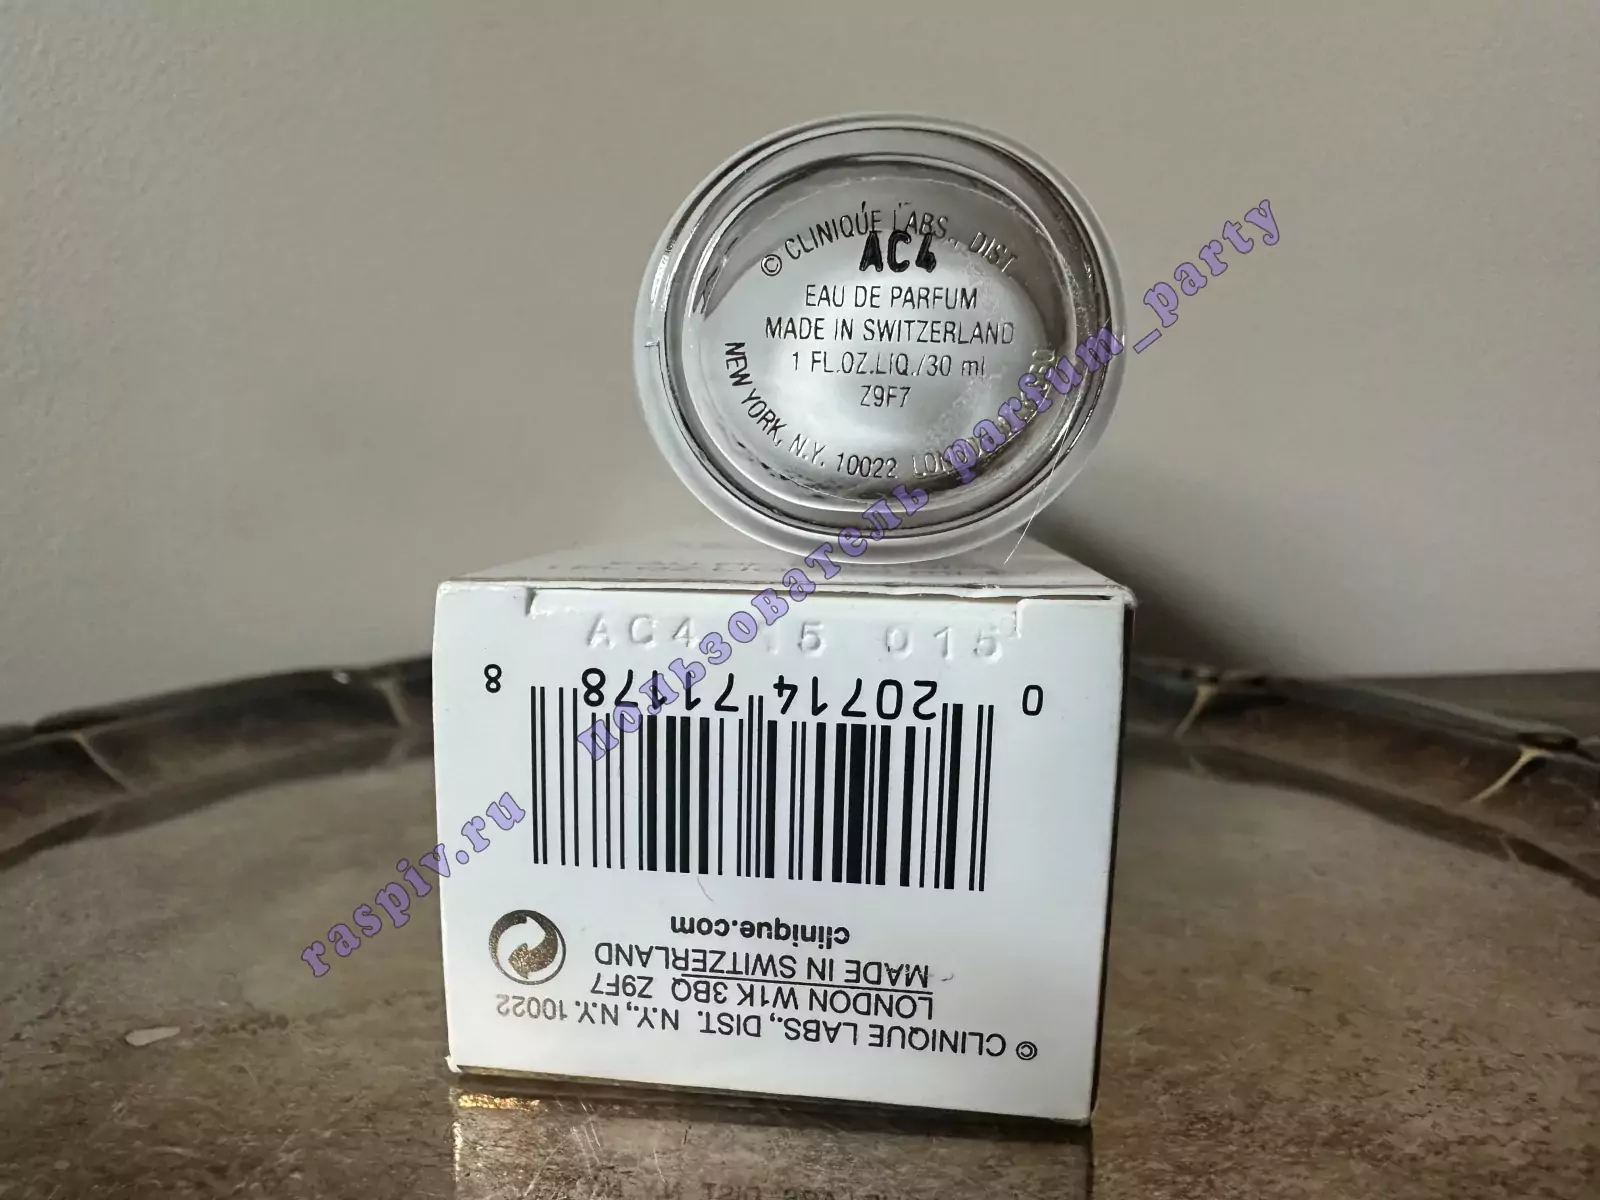 © CLINIQUE LABS., DIST.
AC4
EAU DE PARFUM
MADE IN SWITZERLAND
1 FL.OZ.LIQ./30 ml
Z9F7
NEW YORK, N.Y. 10022
AC4 15 015
0 20714 71178 8
clinique.com
MADE IN SWITZERLAND
LONDON W1K 3BQ Z9F7
© CLINIQUE LABS., DIST. N.Y., N.Y. 10022
raspiv.ru пользователь parfum_party